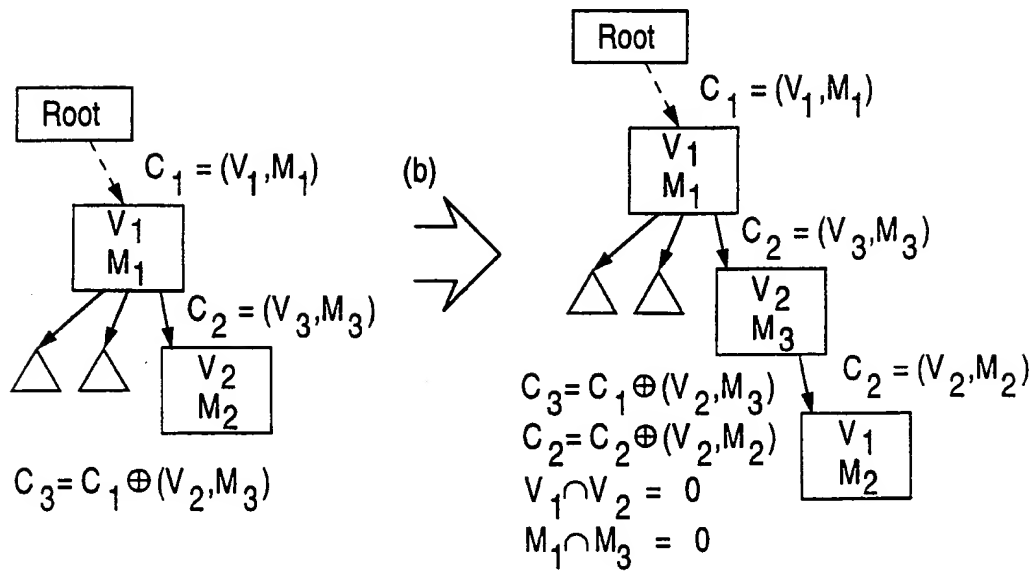 Root
C₁ = (V₁,M₁)
V₁
M₁
C₂ = (V₃,M₃)
V₂
M₂
C₃= C₁⊕(V₂,M₃)
(b)
Root
C₁ = (V₁,M₁)
V₁
M₁
C₂ = (V₃,M₃)
V₂
M₃
C₂ = (V₂,M₂)
V₁
M₂
C₃= C₁⊕(V₂,M₃)
C₂= C₂⊕(V₂,M₂)
V₁∩V₂ = 0
M₁∩M₃ = 0